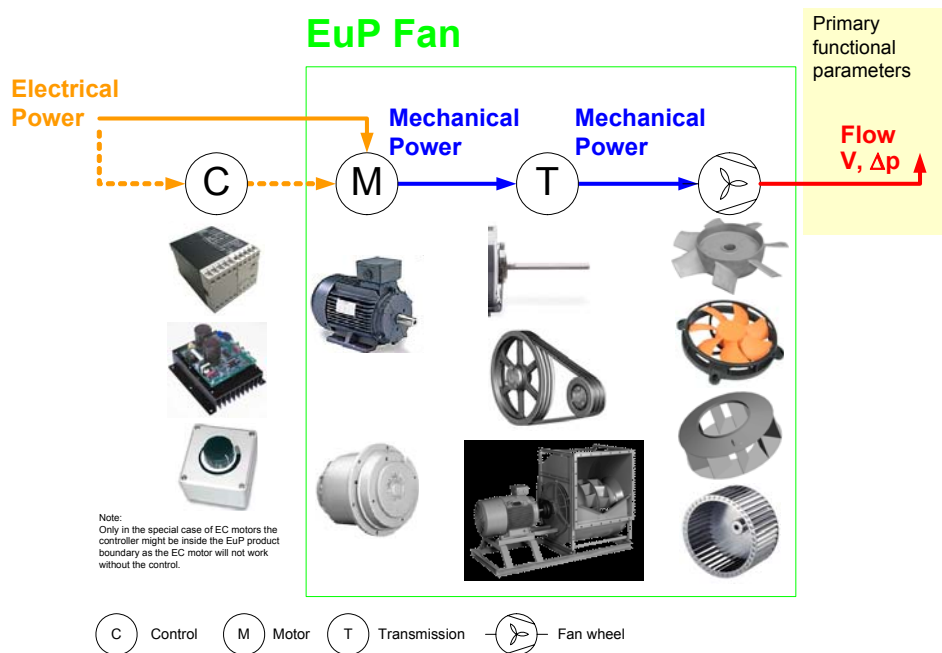 EuP Fan
Primary
functional
parameters
Electrical
Power
Mechanical
Power
Mechanical
Power
Flow
V, Δp
C
M
T
Note:
Only in the special case of EC motors the
controller might be inside the EuP product
boundary as the EC motor will not work
without the control.
C Control M Motor T Transmission Fan wheel